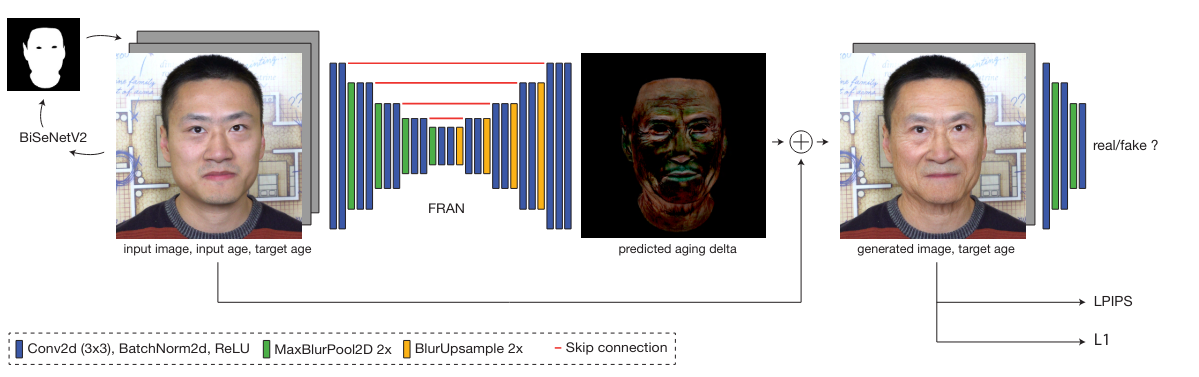 BiSeNetV2
input image, input age, target age
FRAN
predicted aging delta
generated image, target age
real/fake ?
LPIPS
L1
Conv2d (3x3), BatchNorm2d, ReLU
MaxBlurPool2D 2x
BlurUpsample 2x
Skip connection